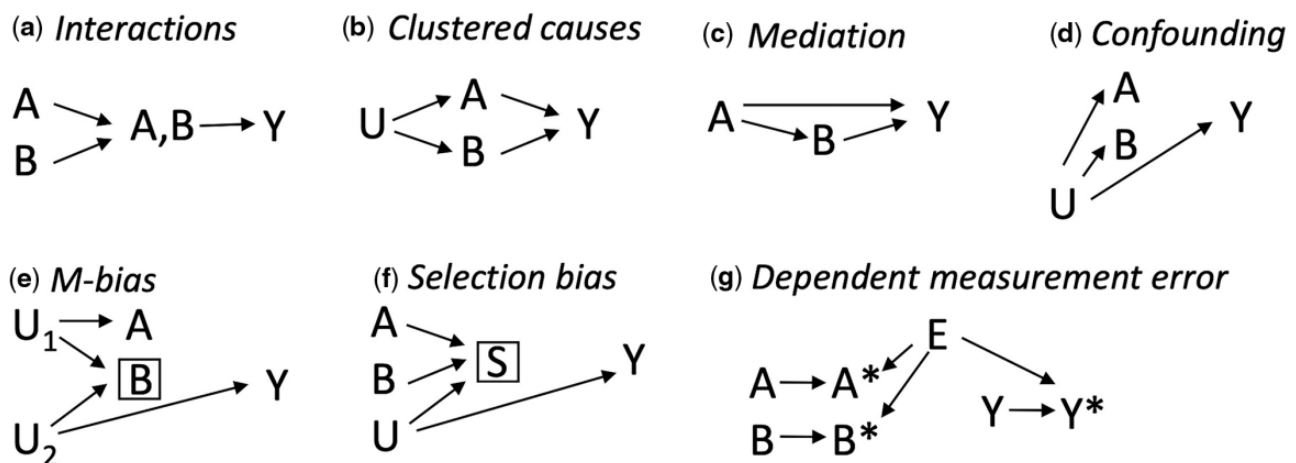 (a) Interactions
A
B
A,B
Y
(b) Clustered causes
U
A
B
Y
(c) Mediation
A
B
Y
(d) Confounding
A
B
Y
U
(e) M-bias
U1
A
B
Y
U2
(f) Selection bias
A
B
S
Y
U
(g) Dependent measurement error
E
A
A*
B
B*
Y
Y*